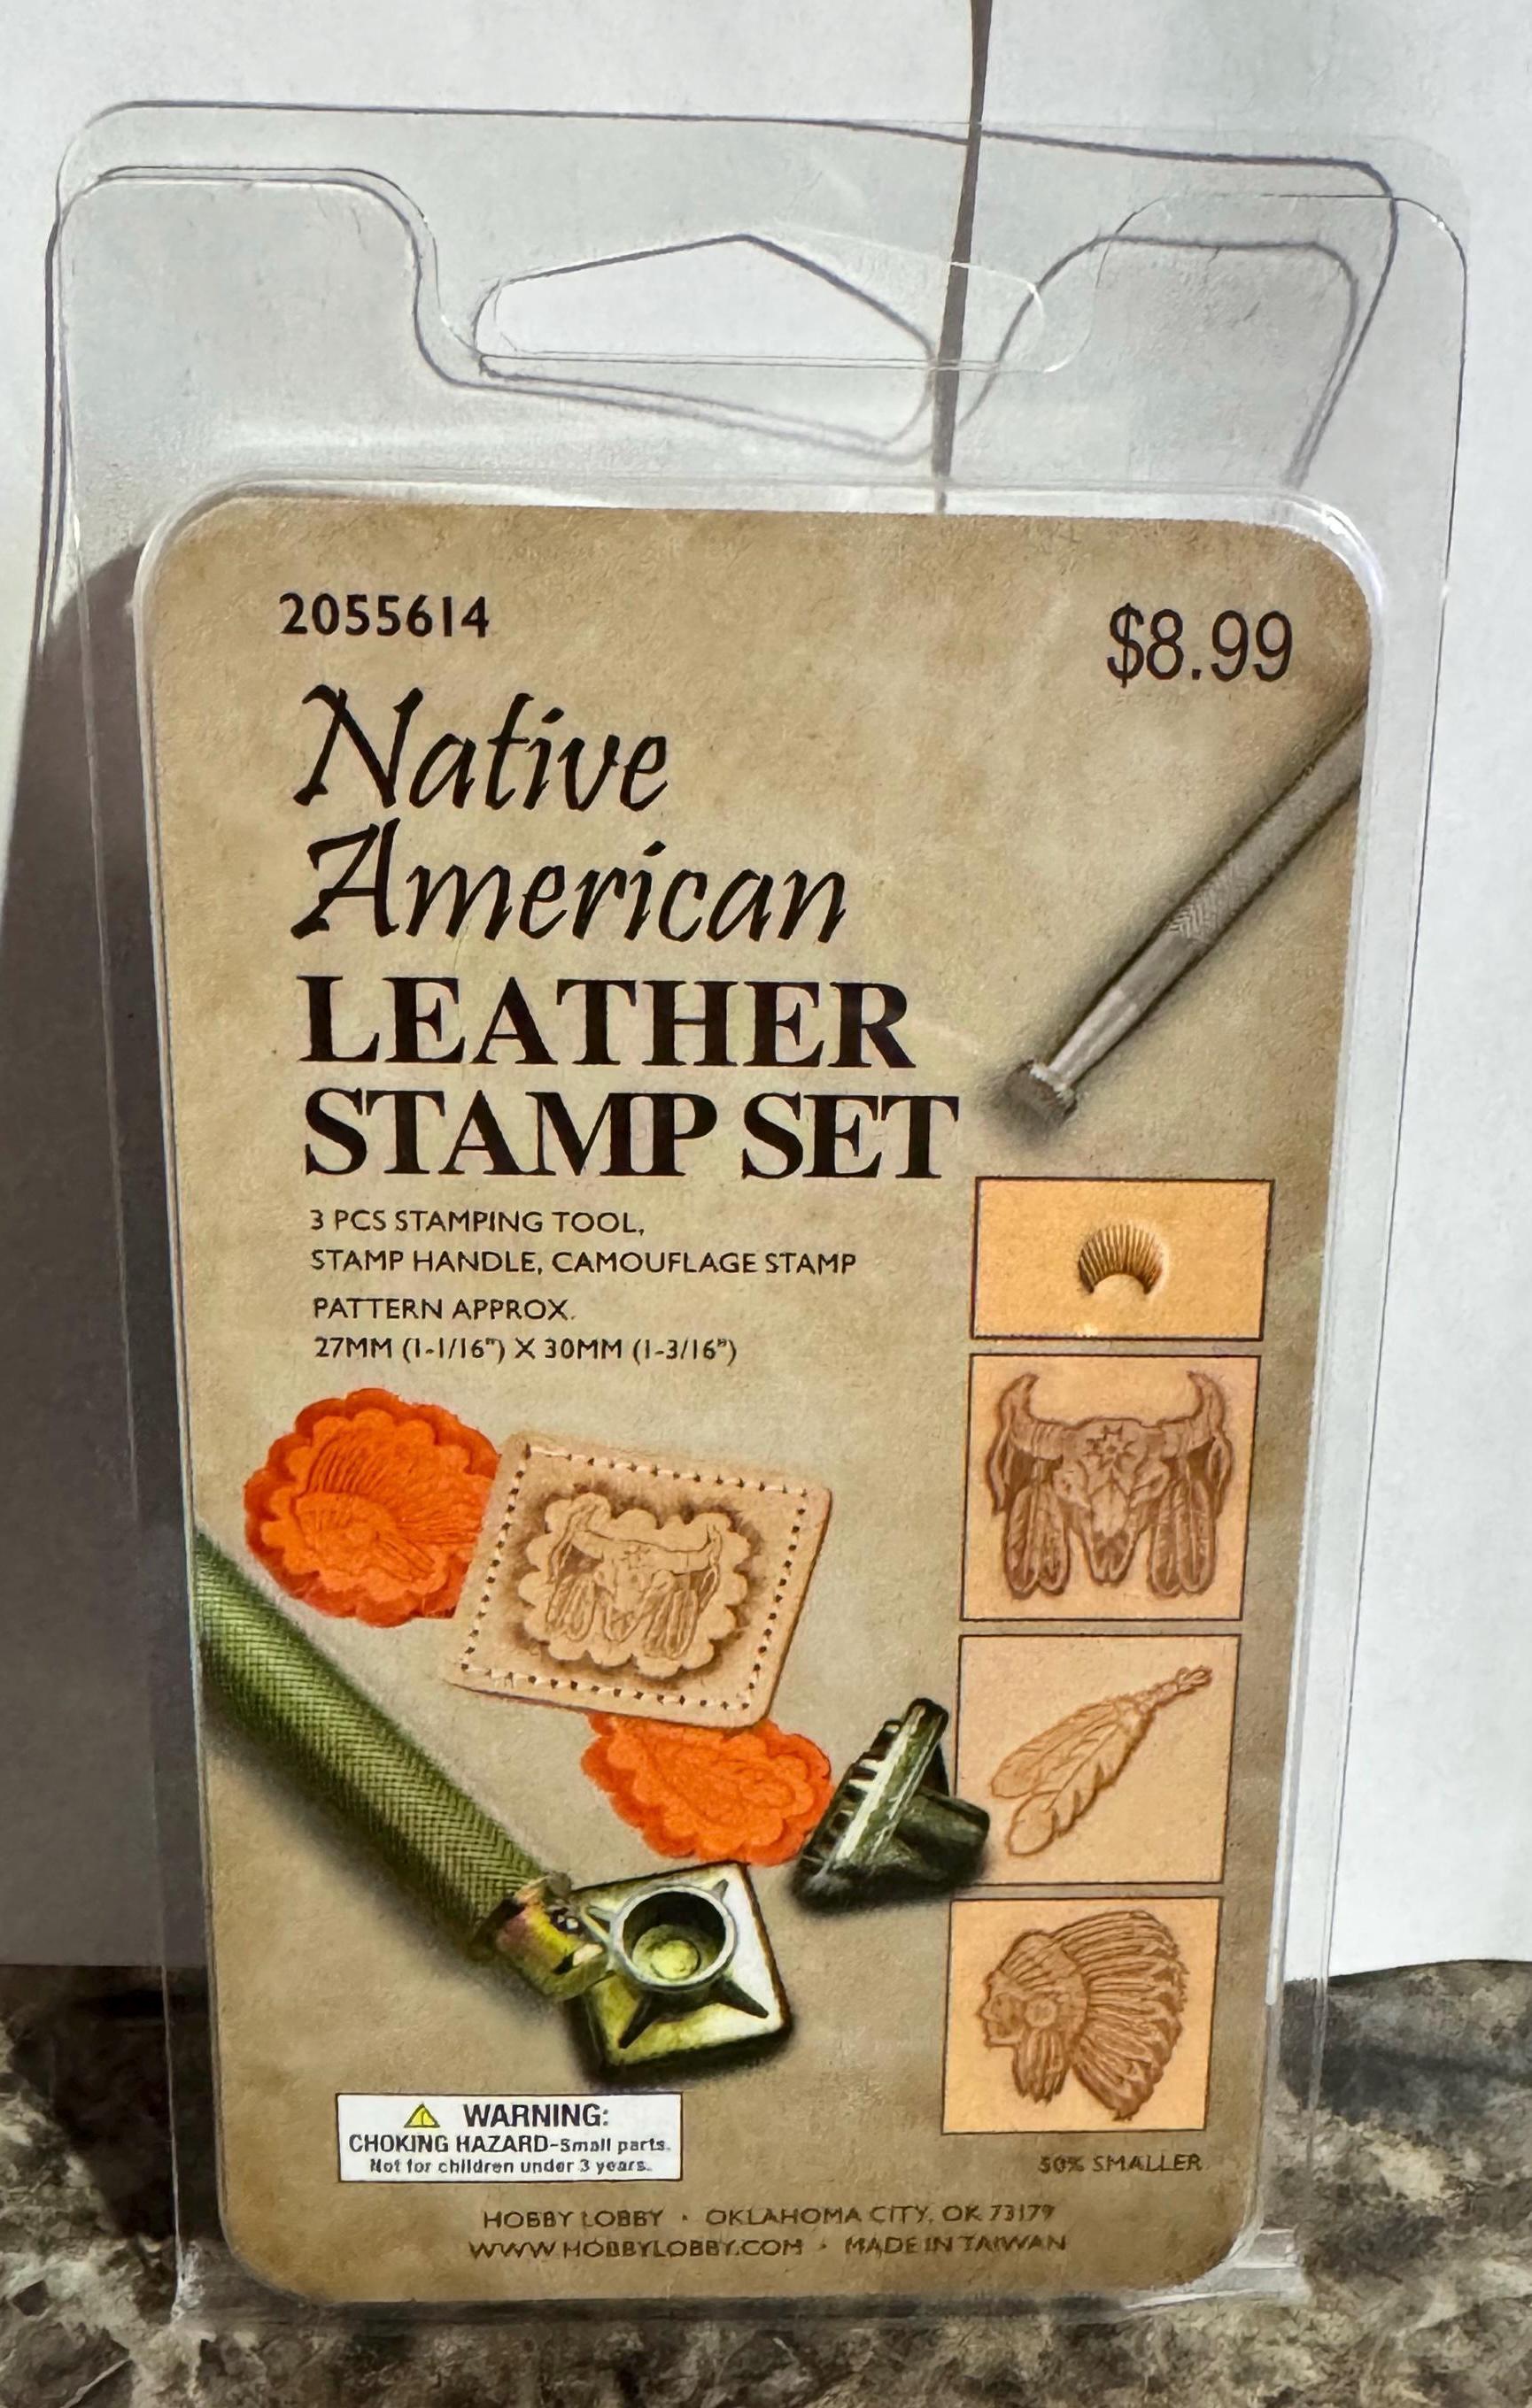 2055614
$8.99
Native
American
LEATHER
STAMP SET
3 PCS STAMPING TOOL,
STAMP HANDLE, CAMOUFLAGE STAMP
PATTERN APPROX.
27MM (1-1/16") X 30MM (1-3/16")
WARNING:
CHOKING HAZARD-Small parts.
Not for children under 3 years.
50% SMALLER
HOBBY LOBBY · OKLAHOMA CITY, OK 73179
WWW.HOBBYLOBBY.COM · MADE IN TAIWAN